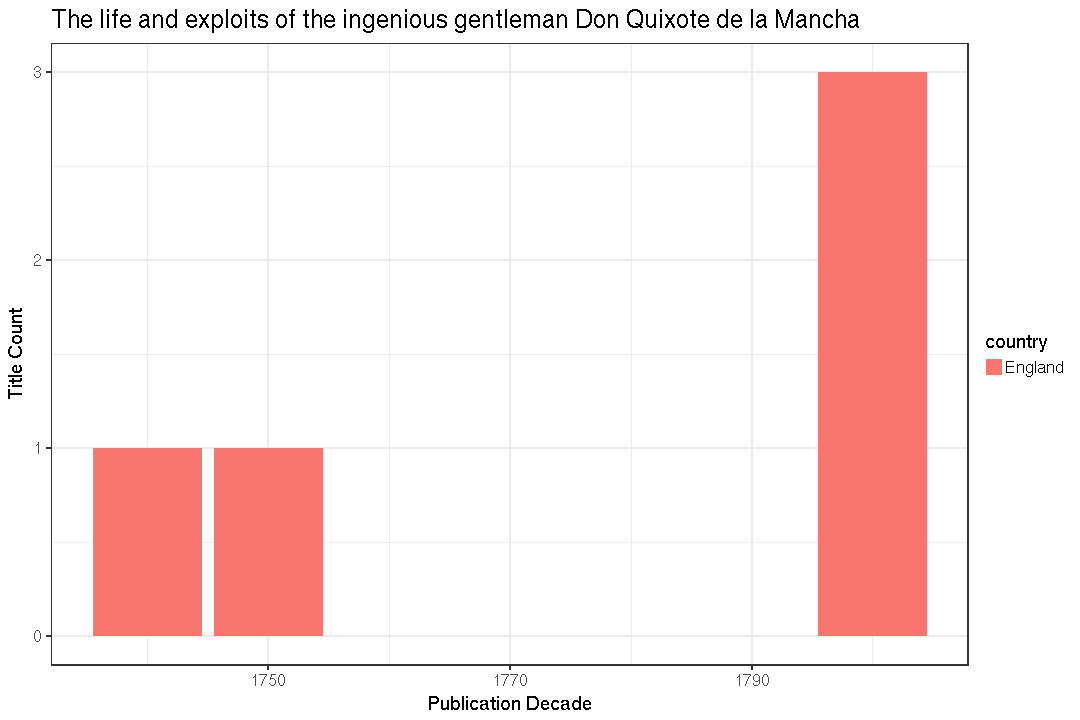 The life and exploits of the ingenious gentleman Don Quixote de la Mancha
3
2
1
0
Title Count
1750
1770
1790
Publication Decade
country
England